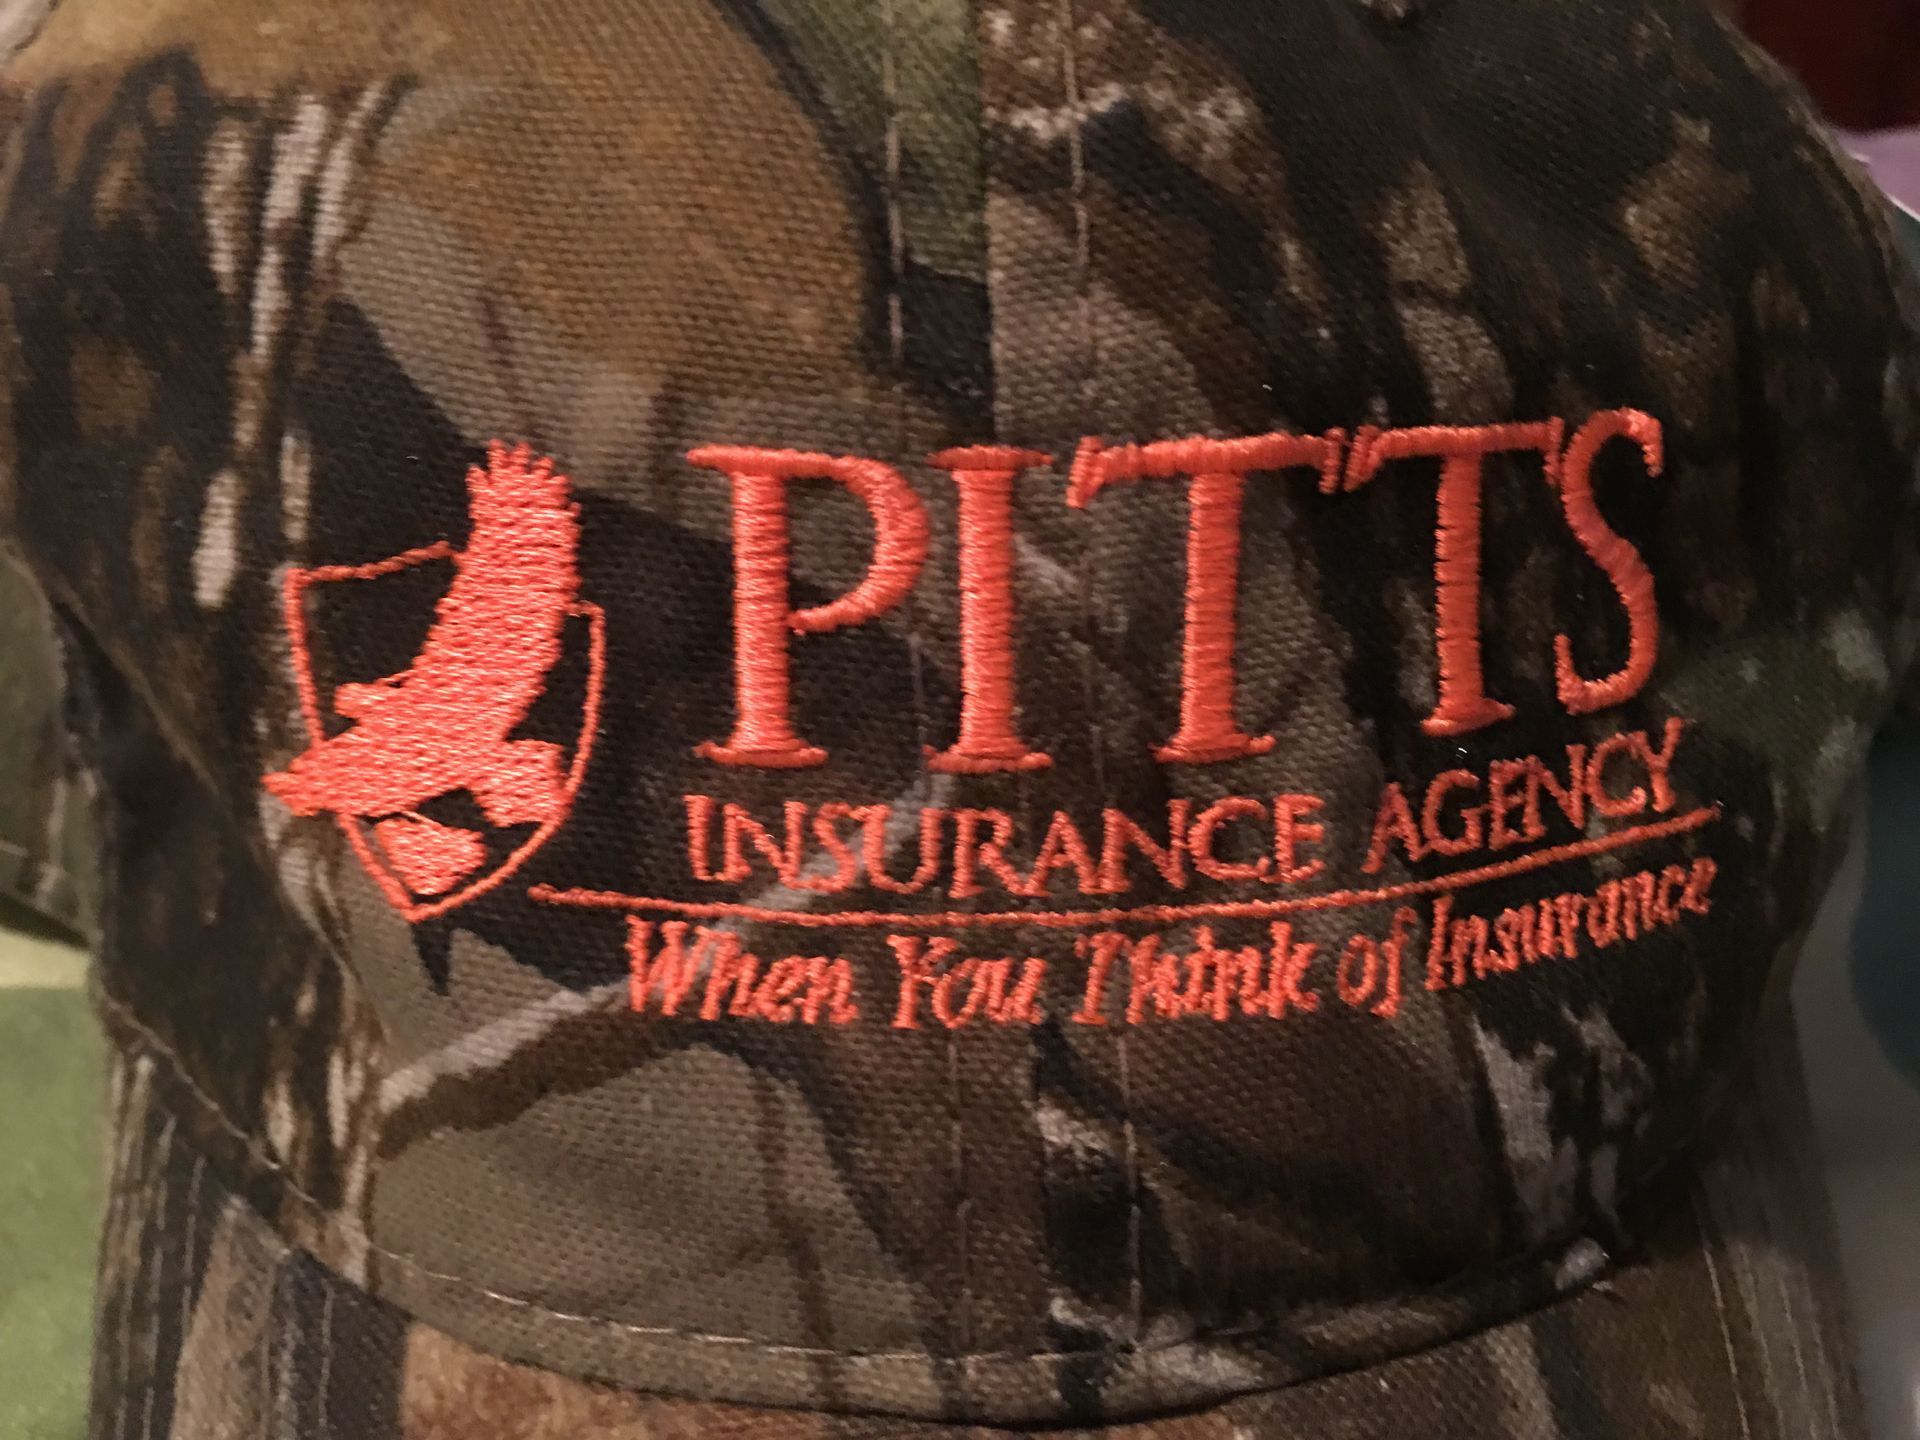 PITTS
INSURANCE AGENCY
When You Think of Insurance